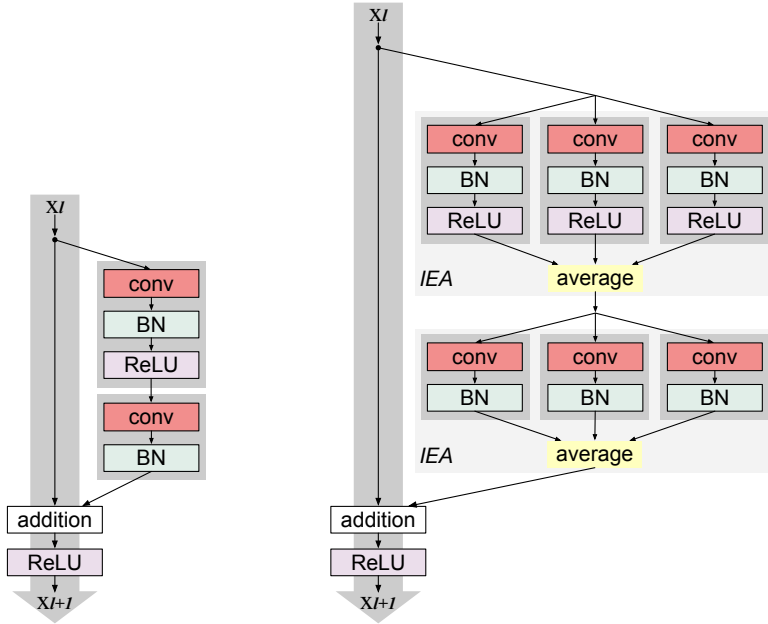 Xl
conv
BN
ReLU
conv
BN
addition
ReLU
Xl+1
Xl
conv conv conv
BN BN BN
ReLU ReLU ReLU
IEA average
conv conv conv
BN BN BN
IEA average
addition
ReLU
Xl+1